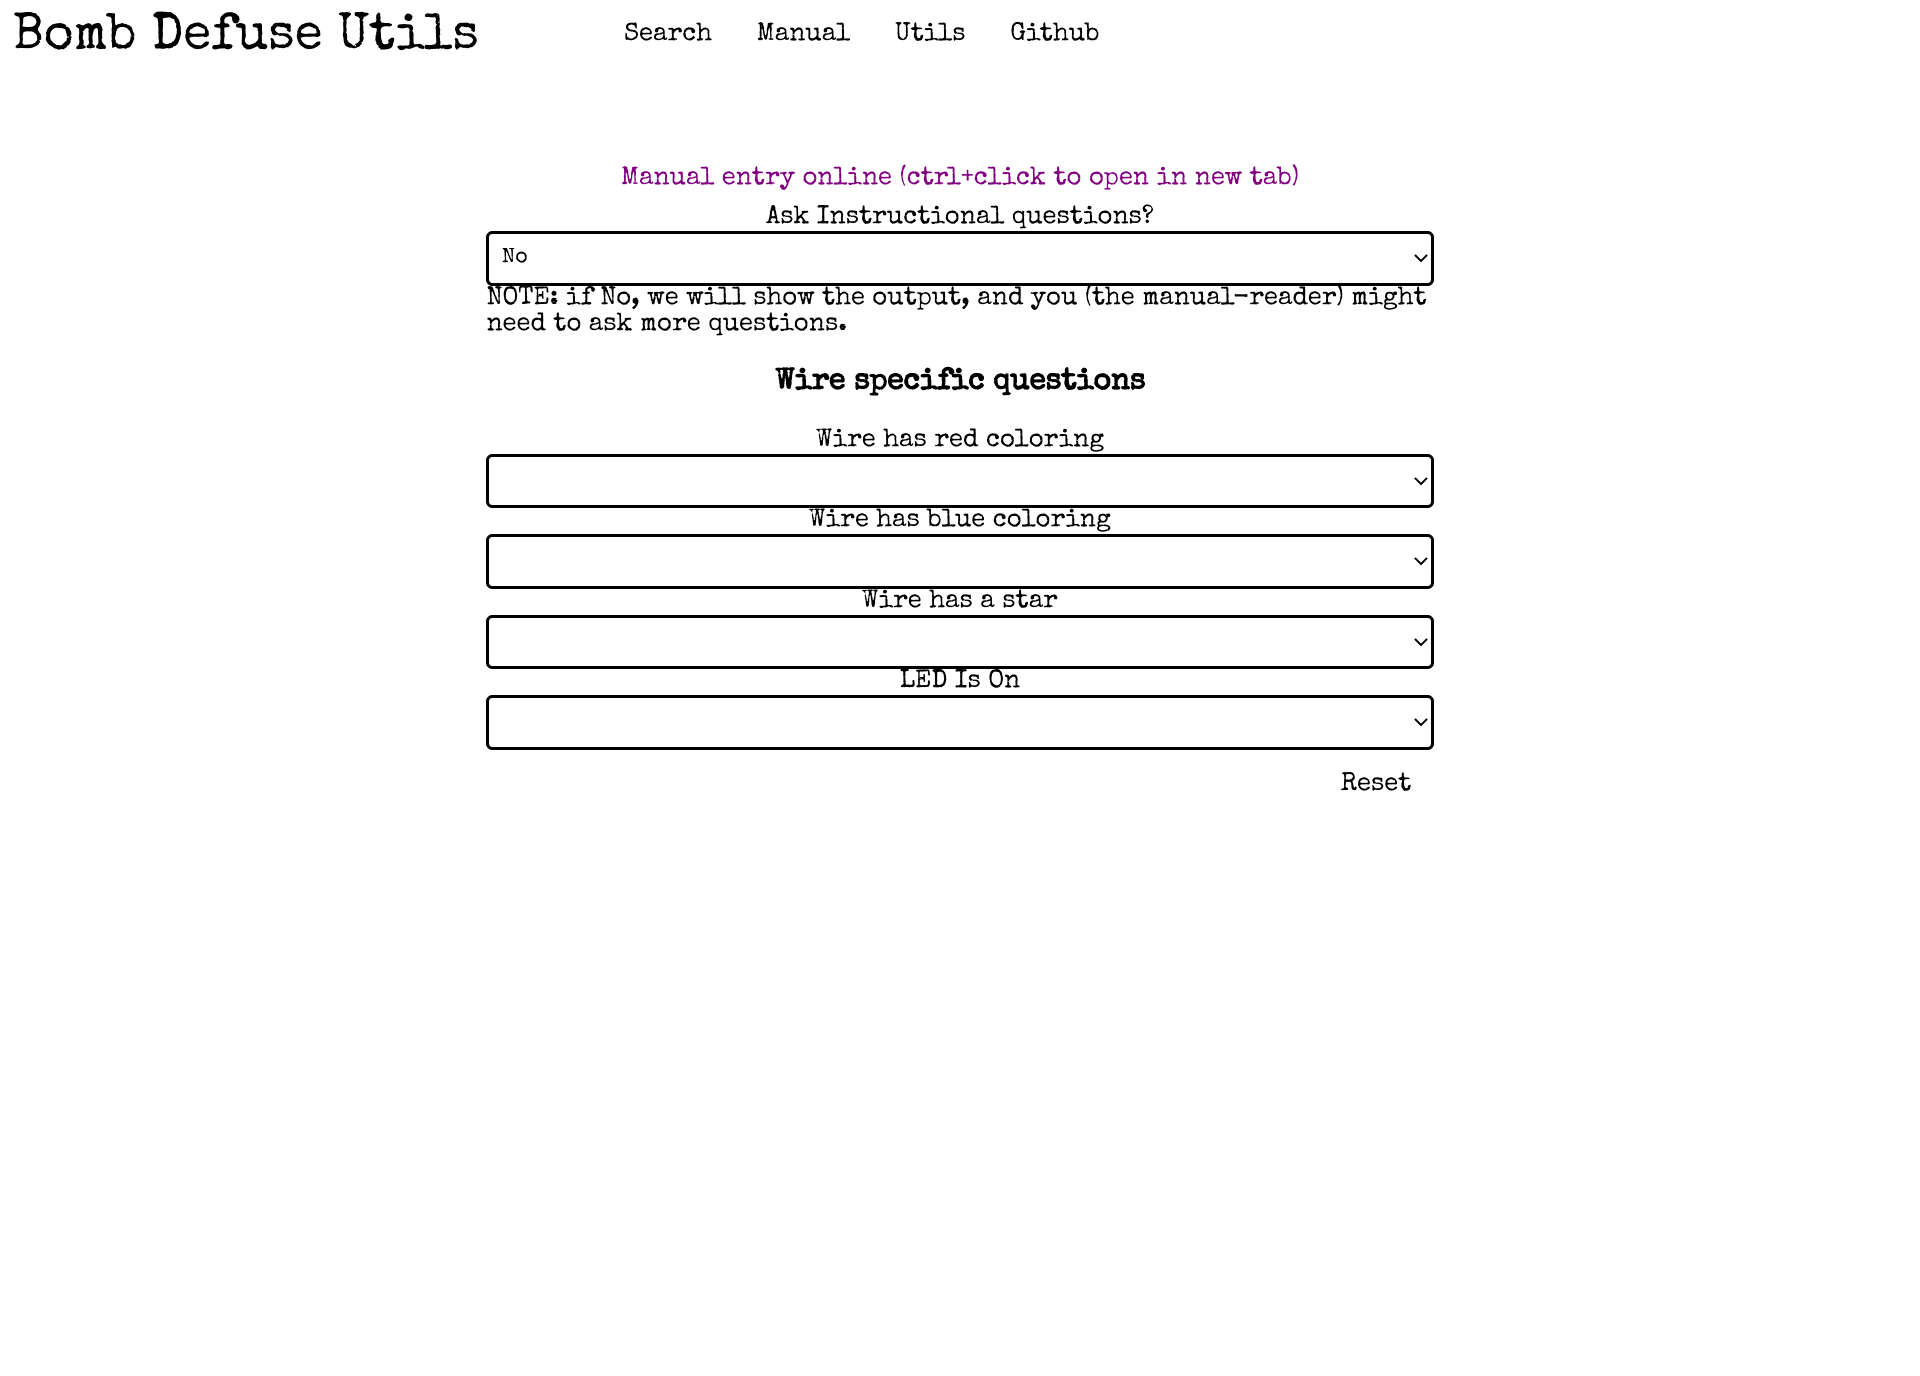 Bomb Defuse Utils
Search Manual Utils Github
Manual entry online (ctrl+click to open in new tab)
Ask Instructional questions?
No
NOTE: if No, we will show the output, and you (the manual-reader) might
need to ask more questions.
Wire specific questions
Wire has red coloring
Wire has blue coloring
Wire has a star
LED Is On
Reset